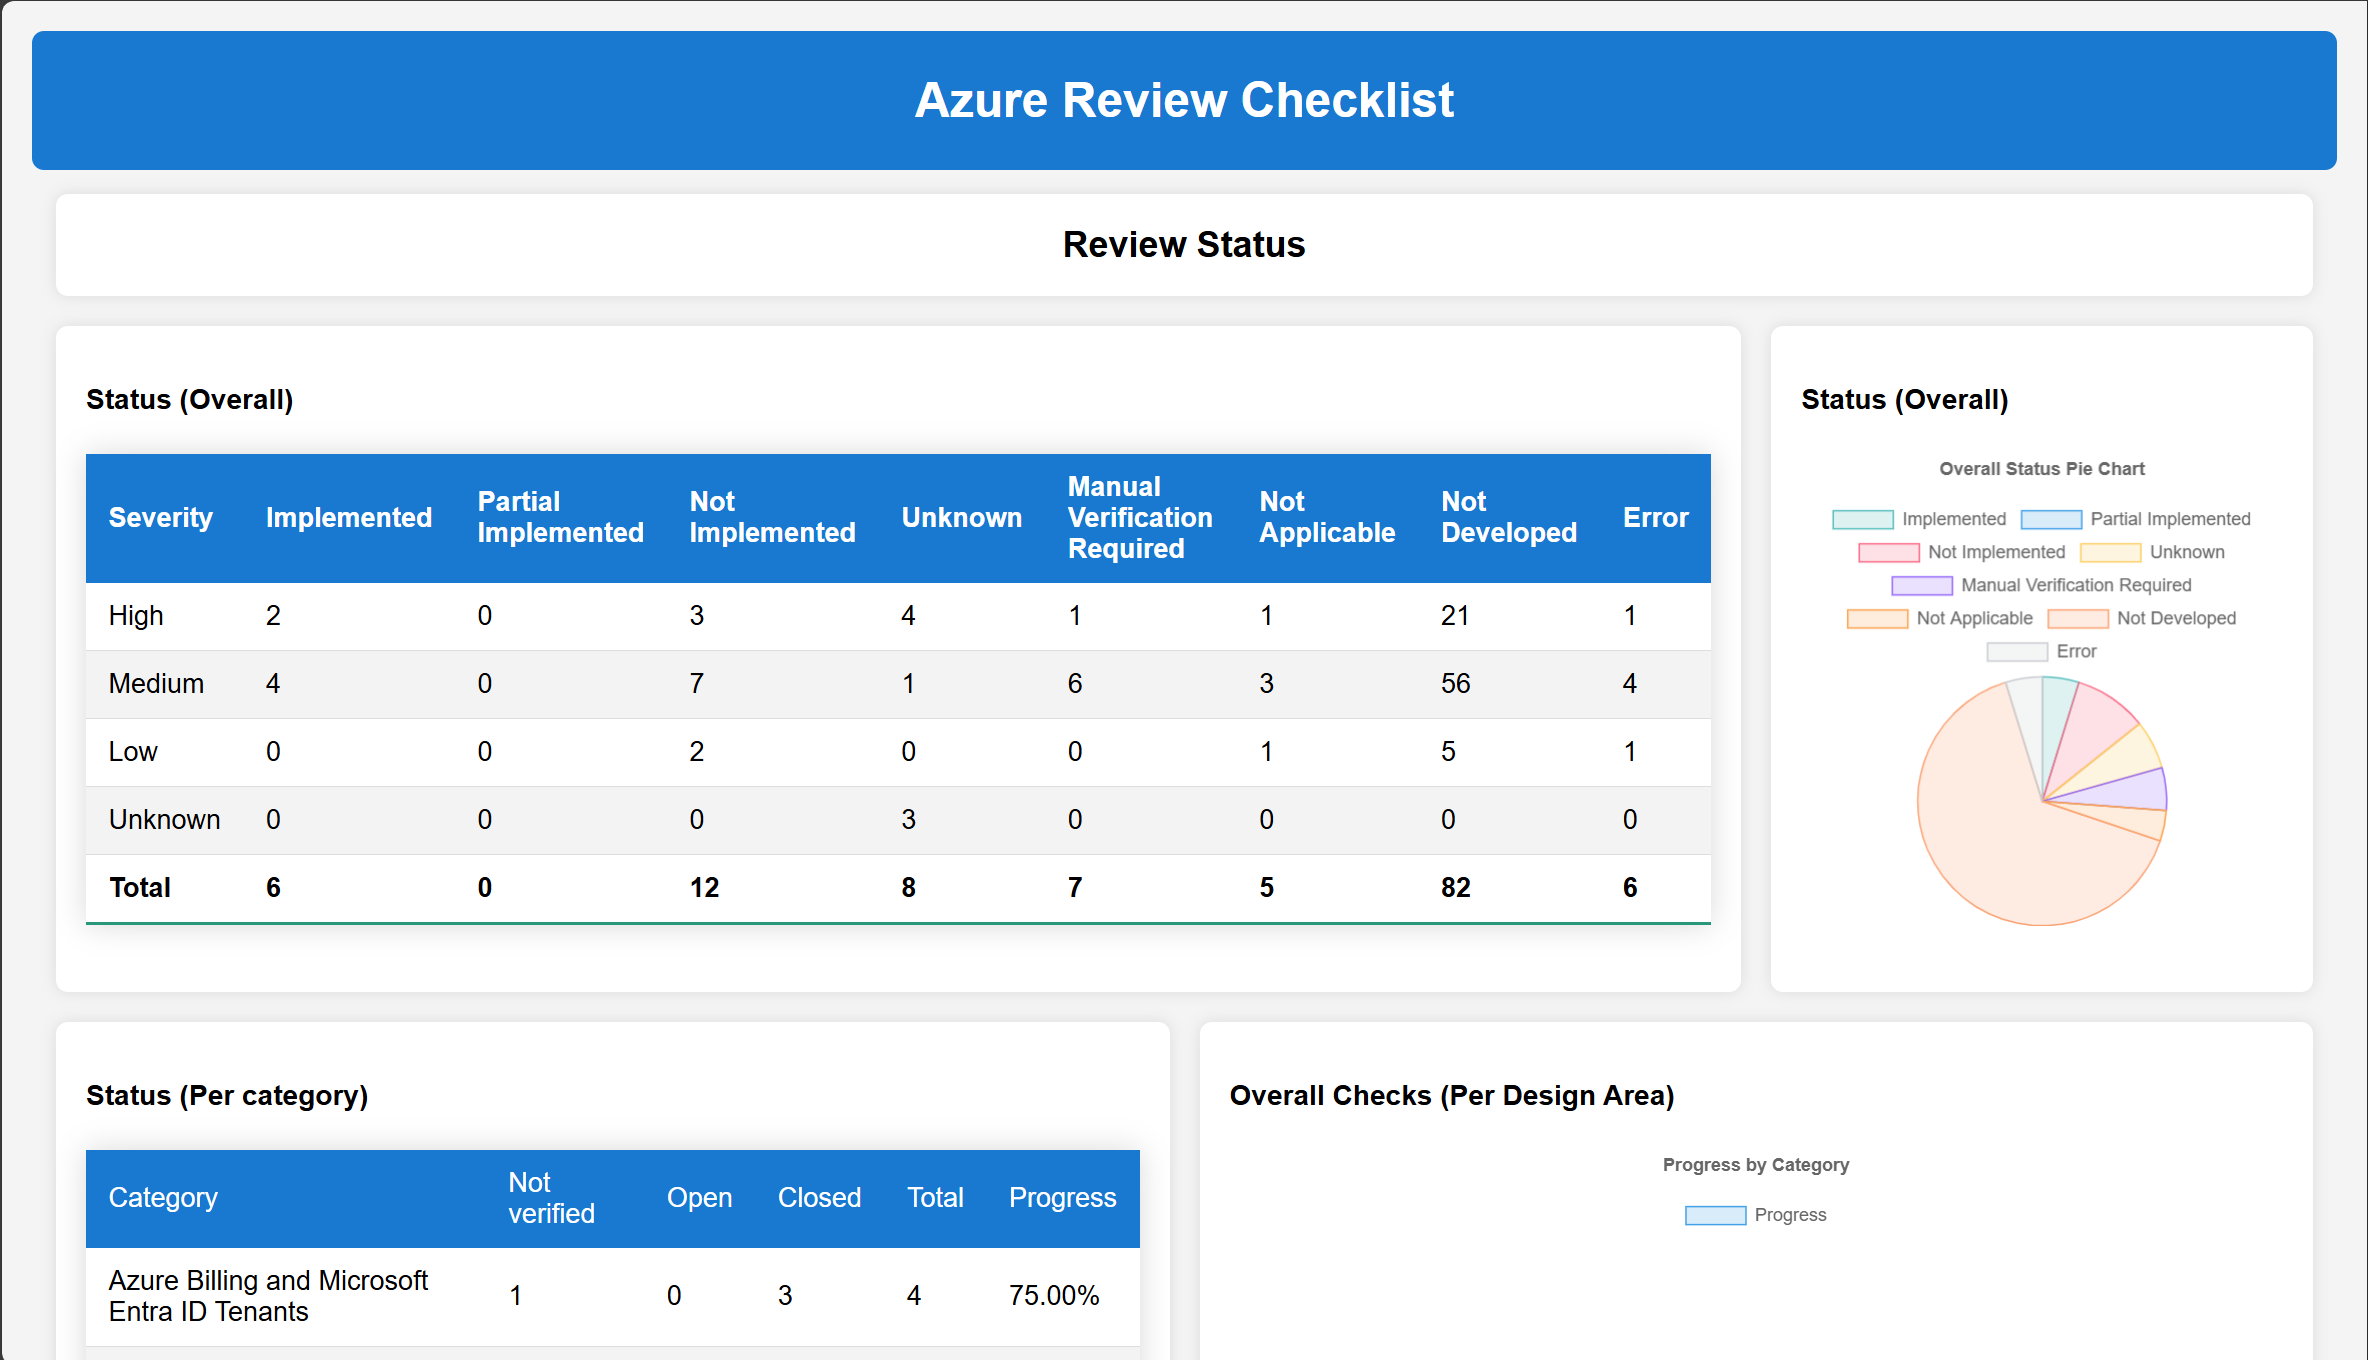 Azure Review Checklist
Review Status
Status (Overall)
Severity Implemented Partial Implemented Not Implemented Unknown Manual Verification Required Not Applicable Not Developed Error
High 2 0 3 4 1 1 21 1
Medium 4 0 7 1 6 3 56 4
Low 0 0 2 0 0 1 5 1
Unknown 0 0 0 3 0 0 0 0
Total 6 0 12 8 7 5 82 6
Status (Overall)
Overall Status Pie Chart
Implemented Partial Implemented
Not Implemented Unknown
Manual Verification Required
Not Applicable Not Developed
Error
Status (Per category)
Category Not verified Open Closed Total Progress
Azure Billing and Microsoft Entra ID Tenants 1 0 3 4 75.00%
Overall Checks (Per Design Area)
Progress by Category
Progress